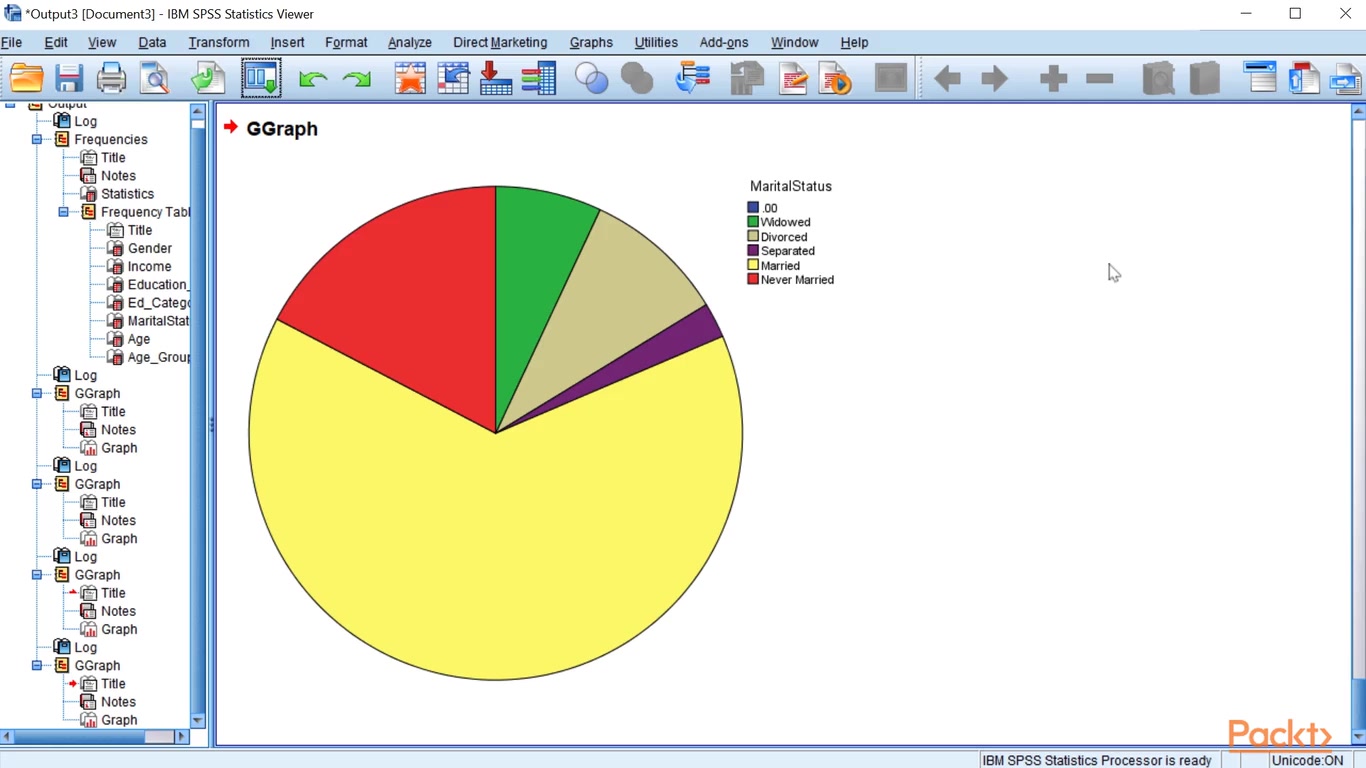 *Output3 [Document3] - IBM SPSS Statistics Viewer
File Edit View Data Transform Insert Format Analyze Direct Marketing Graphs Utilities Add-ons Window Help
Output
Log
Frequencies
Title
Notes
Statistics
Frequency Tabl
Title
Gender
Income
Education_
Ed_Catego
MaritalStat
Age
Age_Group
Log
GGraph
Title
Notes
Graph
Log
GGraph
Title
Notes
Graph
Log
GGraph
Title
Notes
Graph
Log
GGraph
Title
Notes
Graph
GGraph
MaritalStatus
.00
Widowed
Divorced
Separated
Married
Never Married
Packt>
IBM SPSS Statistics Processor is ready
Unicode:ON